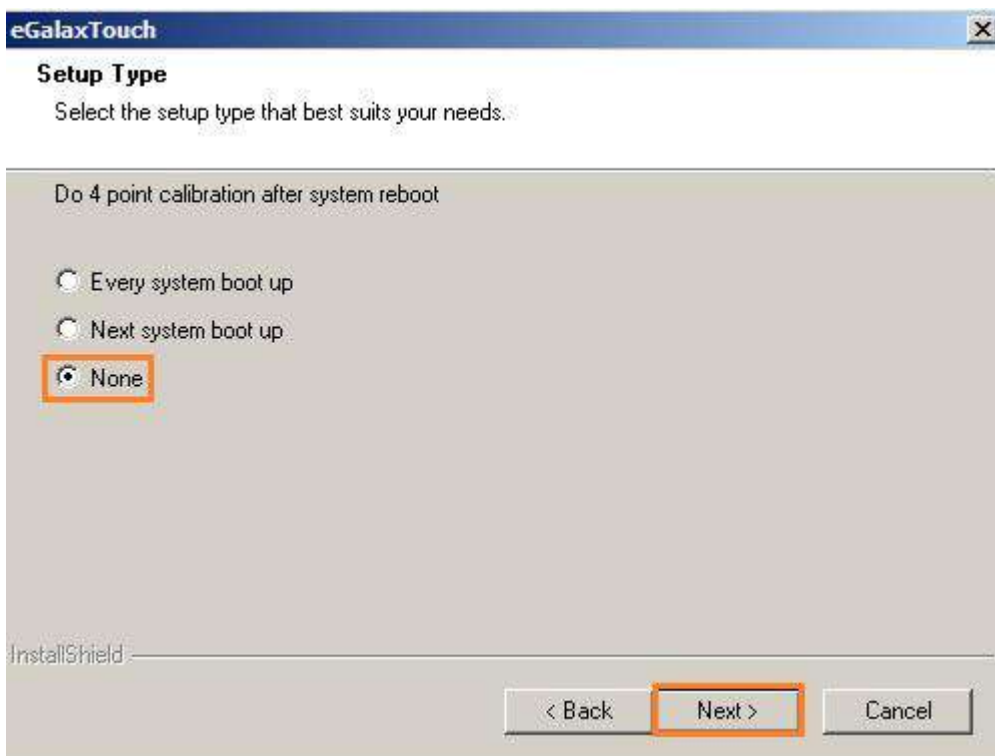 eGalaxTouch
Setup Type
Select the setup type that best suits your needs.
Do 4 point calibration after system reboot
Every system boot up
Next system boot up
None
InstallShield
< Back Next > Cancel